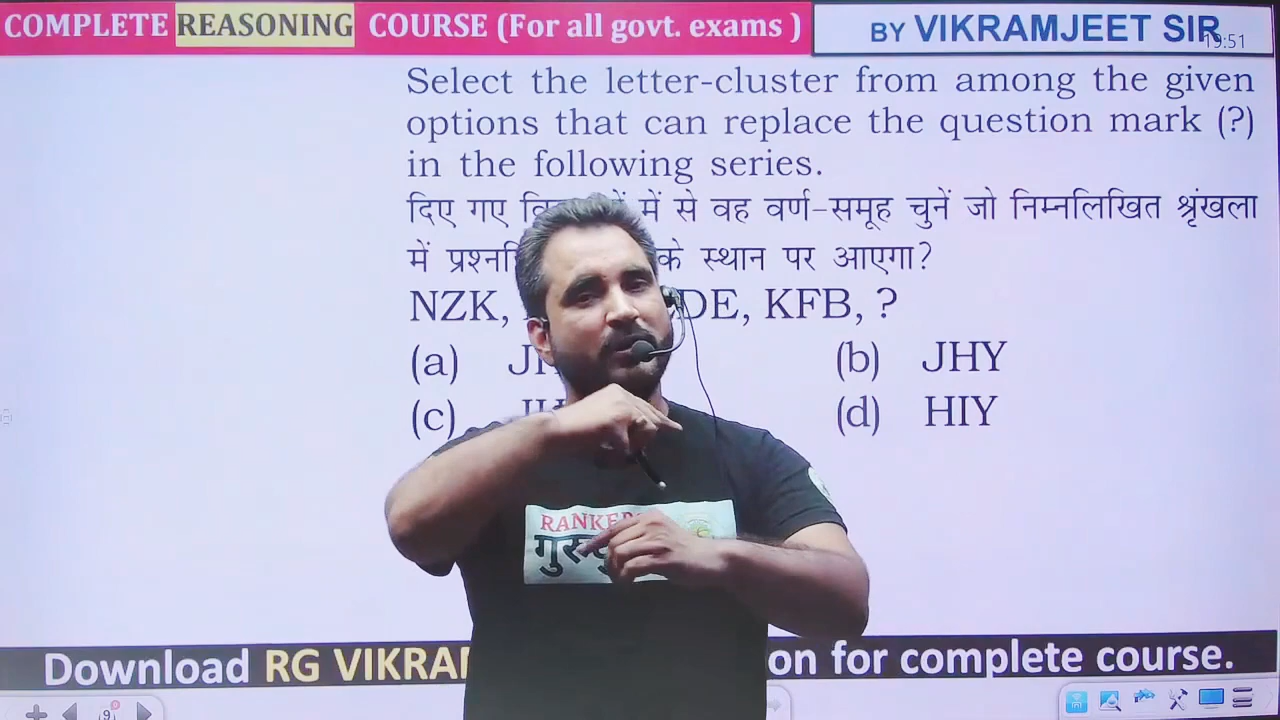 COMPLETE REASONING COURSE (For all govt. exams )
BY VIKRAMJEET SIR
19:51
Select the letter-cluster from among the given
options that can replace the question mark (?)
in the following series.
दिए गए में से वह वर्ण-समूह चुनें जो निम्नलिखित श्रृंखला
में के स्थान पर आएगा?
NZK, DE, KFB, ?
(a) (b) JHY
(c) (d) HIY
RANKERS
गुरुकुल
Download RG VIKRAM on for complete course.
9